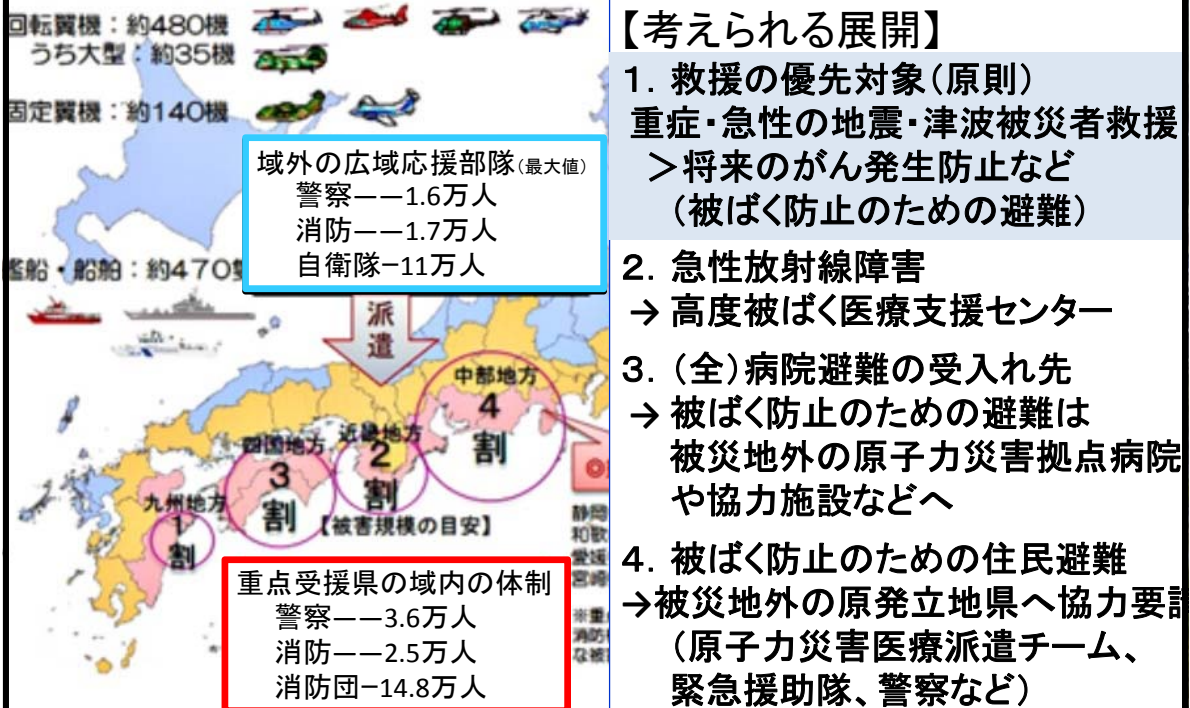 回転翼機：約480機
うち大型：約35機
固定翼機：約140機
域外の広域応援部隊(最大値)
警察――1.6万人
消防――1.7万人
自衛隊−11万人
艦船・船舶：約470隻
派遣
中部地方
4割
近畿地方
2割
四国地方
3割
九州地方
1割
【被害規模の目安】
静岡
和歌
愛媛
宮崎
※重
消防
な被
重点受援県の域内の体制
警察――3.6万人
消防――2.5万人
消防団−14.8万人
【考えられる展開】
１．救援の優先対象（原則）
重症・急性の地震・津波被災者救援
＞将来のがん発生防止など
（被ばく防止のための避難）
２．急性放射線障害
→ 高度被ばく医療支援センター
３．（全）病院避難の受入れ先
→ 被ばく防止のための避難は
被災地外の原子力災害拠点病院
や協力施設などへ
４．被ばく防止のための住民避難
→被災地外の原発立地県へ協力要請
（原子力災害医療派遣チーム、
緊急援助隊、警察など）